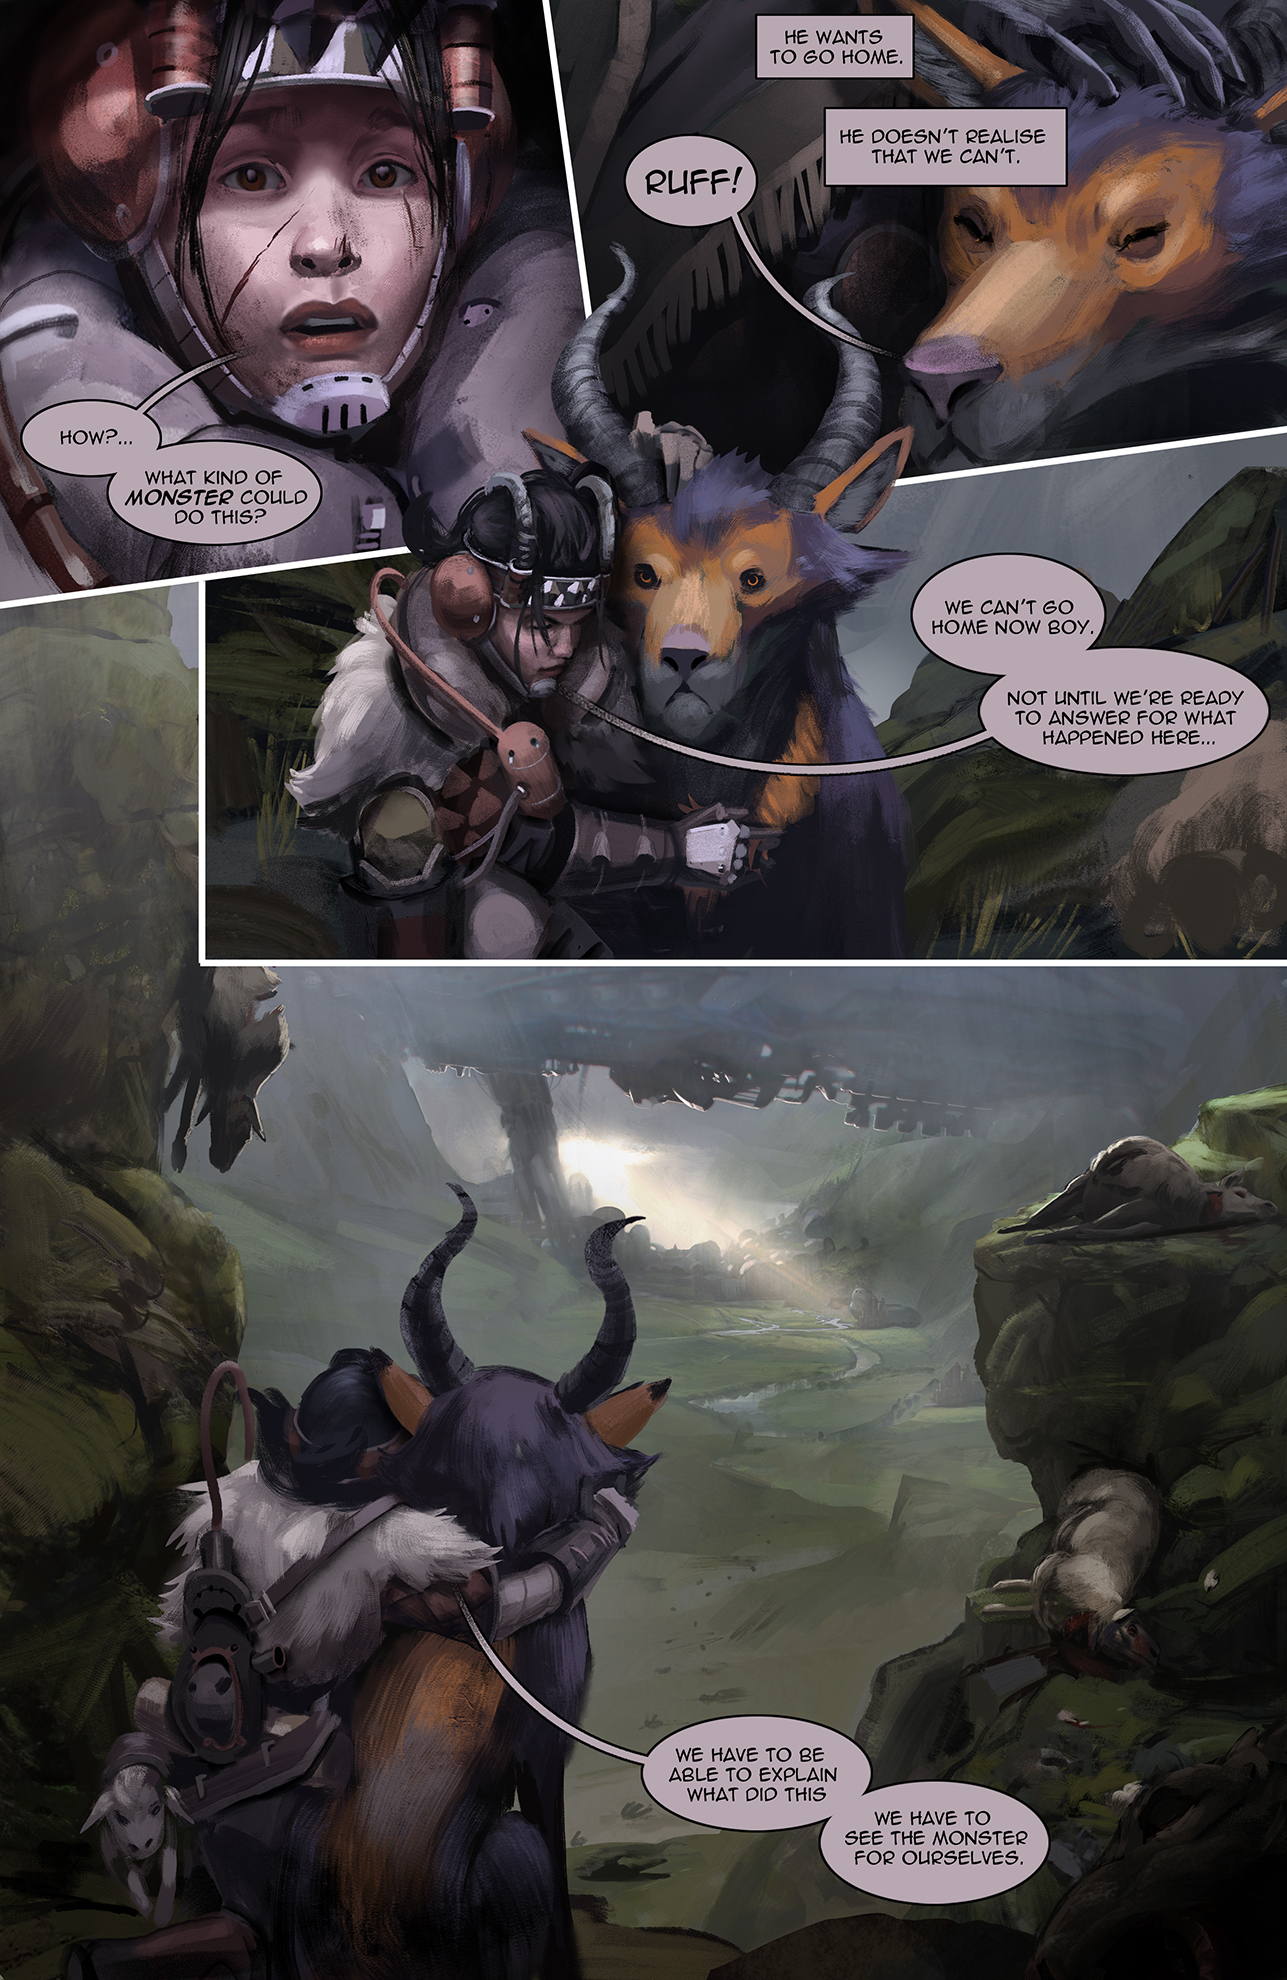 HOW?...
WHAT KIND OF
MONSTER COULD
DO THIS?
HE WANTS
TO GO HOME.
HE DOESN'T REALISE
THAT WE CAN'T.
RUFF!
WE CAN'T GO
HOME NOW BOY.
NOT UNTIL WE'RE READY
TO ANSWER FOR WHAT
HAPPENED HERE...
WE HAVE TO BE
ABLE TO EXPLAIN
WHAT DID THIS
WE HAVE TO
SEE THE MONSTER
FOR OURSELVES.